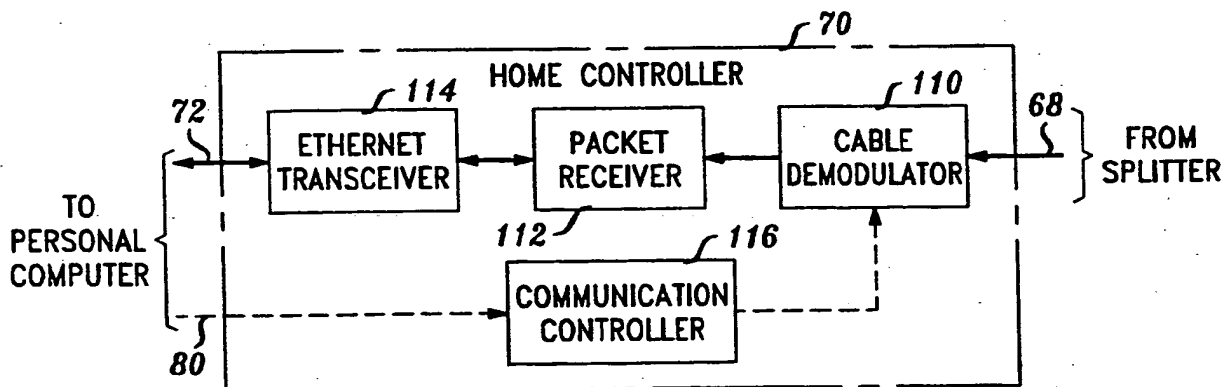 70
HOME CONTROLLER
72
114
ETHERNET
TRANSCEIVER
PACKET
RECEIVER
112
110
CABLE
DEMODULATOR
68
FROM
SPLITTER
TO
PERSONAL
COMPUTER
116
COMMUNICATION
CONTROLLER
80